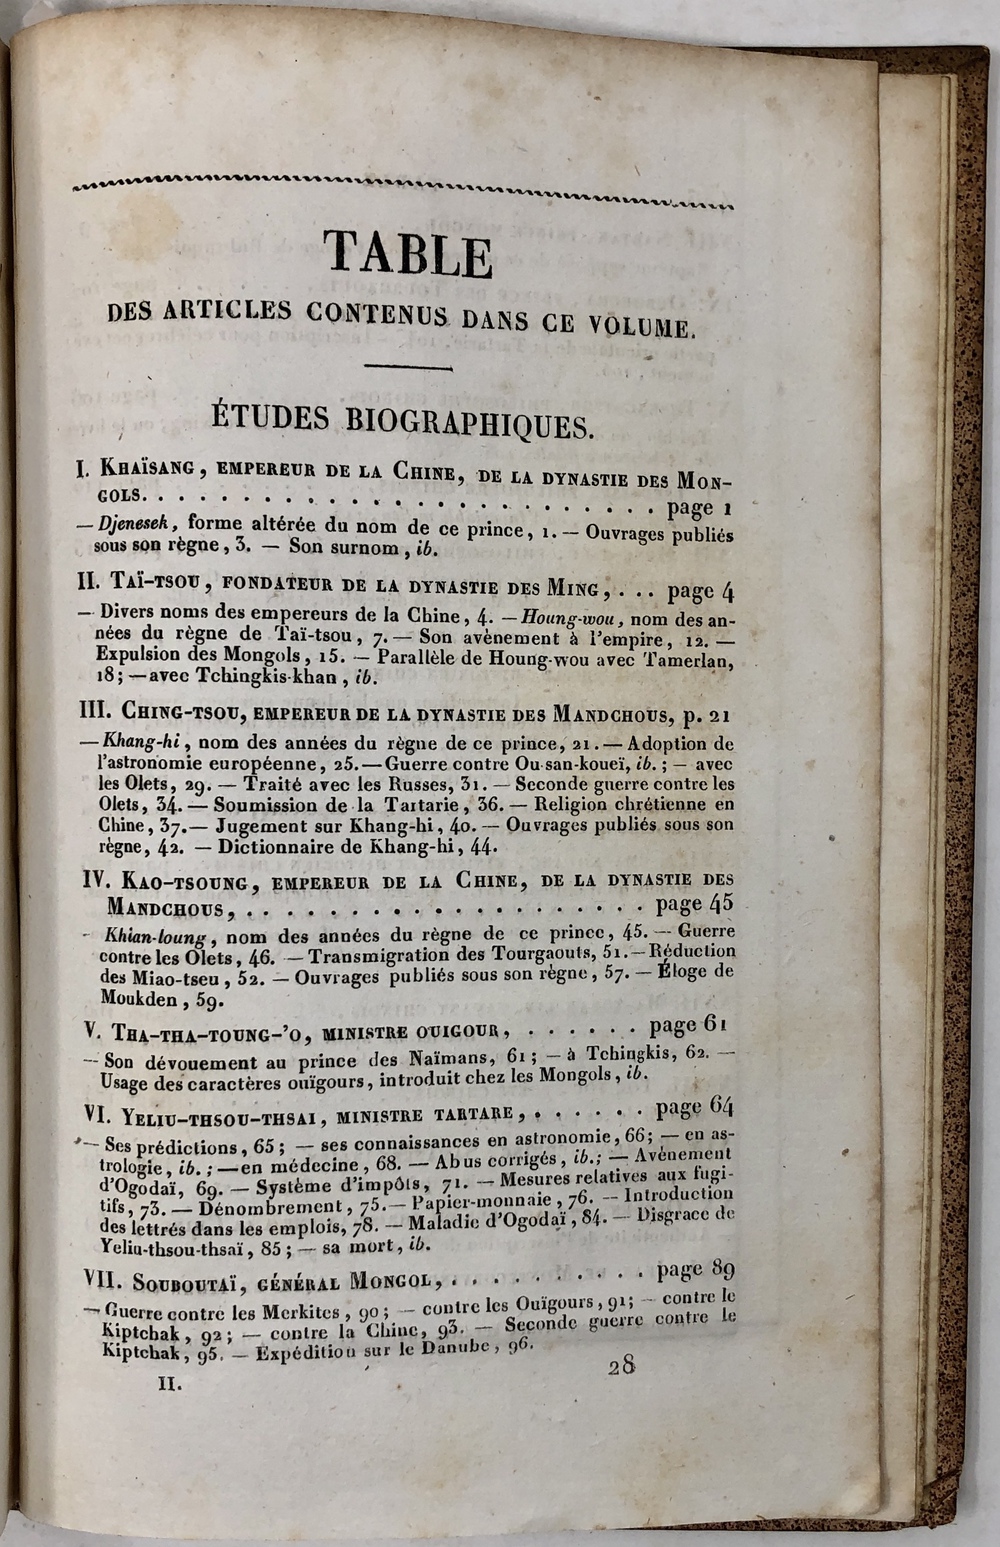 TABLE
DES ARTICLES CONTENUS DANS CE VOLUME.
ÉTUDES BIOGRAPHIQUES.
I. KHAÏSANG, EMPEREUR DE LA CHINE, DE LA DYNASTIE DES MON-
GOLS. . . . . . . . . . . . . . . . . . . . page 1
— Djenesek, forme altérée du nom de ce prince, 1. — Ouvrages publiés
sous son règne, 3. — Son surnom, ib.
II. TAÏ-TSOU, FONDATEUR DE LA DYNASTIE DES MING, . . . page 4
— Divers noms des empereurs de la Chine, 4. — Houng-wou, nom des an-
nées du règne de Taï-tsou, 7. — Son avènement à l'empire, 12. —
Expulsion des Mongols, 15. — Parallèle de Houng-wou avec Tamerlan,
18; — avec Tchingkis-khan, ib.
III. CHING-TSOU, EMPEREUR DE LA DYNASTIE DES MANDCHOUS, p. 21
— Khang-hi, nom des années du règne de ce prince, 21. — Adoption de
l'astronomie européenne, 25. — Guerre contre Ou-san-koueï, ib.; — avec
les Olets, 29. — Traité avec les Russes, 31. — Seconde guerre contre les
Olets, 34. — Soumission de la Tartarie, 36. — Religion chrétienne en
Chine, 37. — Jugement sur Khang-hi, 40. — Ouvrages publiés sous son
règne, 42. — Dictionnaire de Khang-hi, 44.
IV. KAO-TSOUNG, EMPEREUR DE LA CHINE, DE LA DYNASTIE DES
MANDCHOUS, . . . . . . . . . . . . . . . . . . page 45
- Khian-loung, nom des années du règne de ce prince, 45. — Guerre
contre les Olets, 46. — Transmigration des Tourgaouts, 51. — Réduction
des Miao-tseu, 52. — Ouvrages publiés sous son règne, 57. — Éloge de
Moukden, 59.
V. THA-THA-TOUNG-'O, MINISTRE OUIGOUR, . . . . . . page 61
— Son dévouement au prince des Naïmans, 61; — à Tchingkis, 62. —
Usage des caractères ouïgours, introduit chez les Mongols, ib.
VI. YELIU-THSOU-THSAI, MINISTRE TARTARE, . . . . . . page 64
— Ses prédictions, 65; — ses connaissances en astronomie, 66; — en as-
trologie, ib.; — en médecine, 68. — Abus corrigés, ib.; — Avènement
d'Ogodaï, 69. — Système d'impôts, 71. — Mesures relatives aux fugi-
tifs, 73. — Dénombrement, 75. — Papier-monnaie, 76. — Introduction
des lettrés dans les emplois, 78. — Maladie d'Ogodaï, 84. — Disgrace de
Yeliu-thsou-thsaï, 85; — sa mort, ib.
VII. SOUBOUTAÏ, GÉNÉRAL MONGOL, . . . . . . . . . . page 89
— Guerre contre les Merkites, 90; — contre les Ouïgours, 91; — contre le
Kiptchak, 92; — contre la Chine, 93. — Seconde guerre contre le
Kiptchak, 95. — Expédition sur le Danube, 96.
II. 28